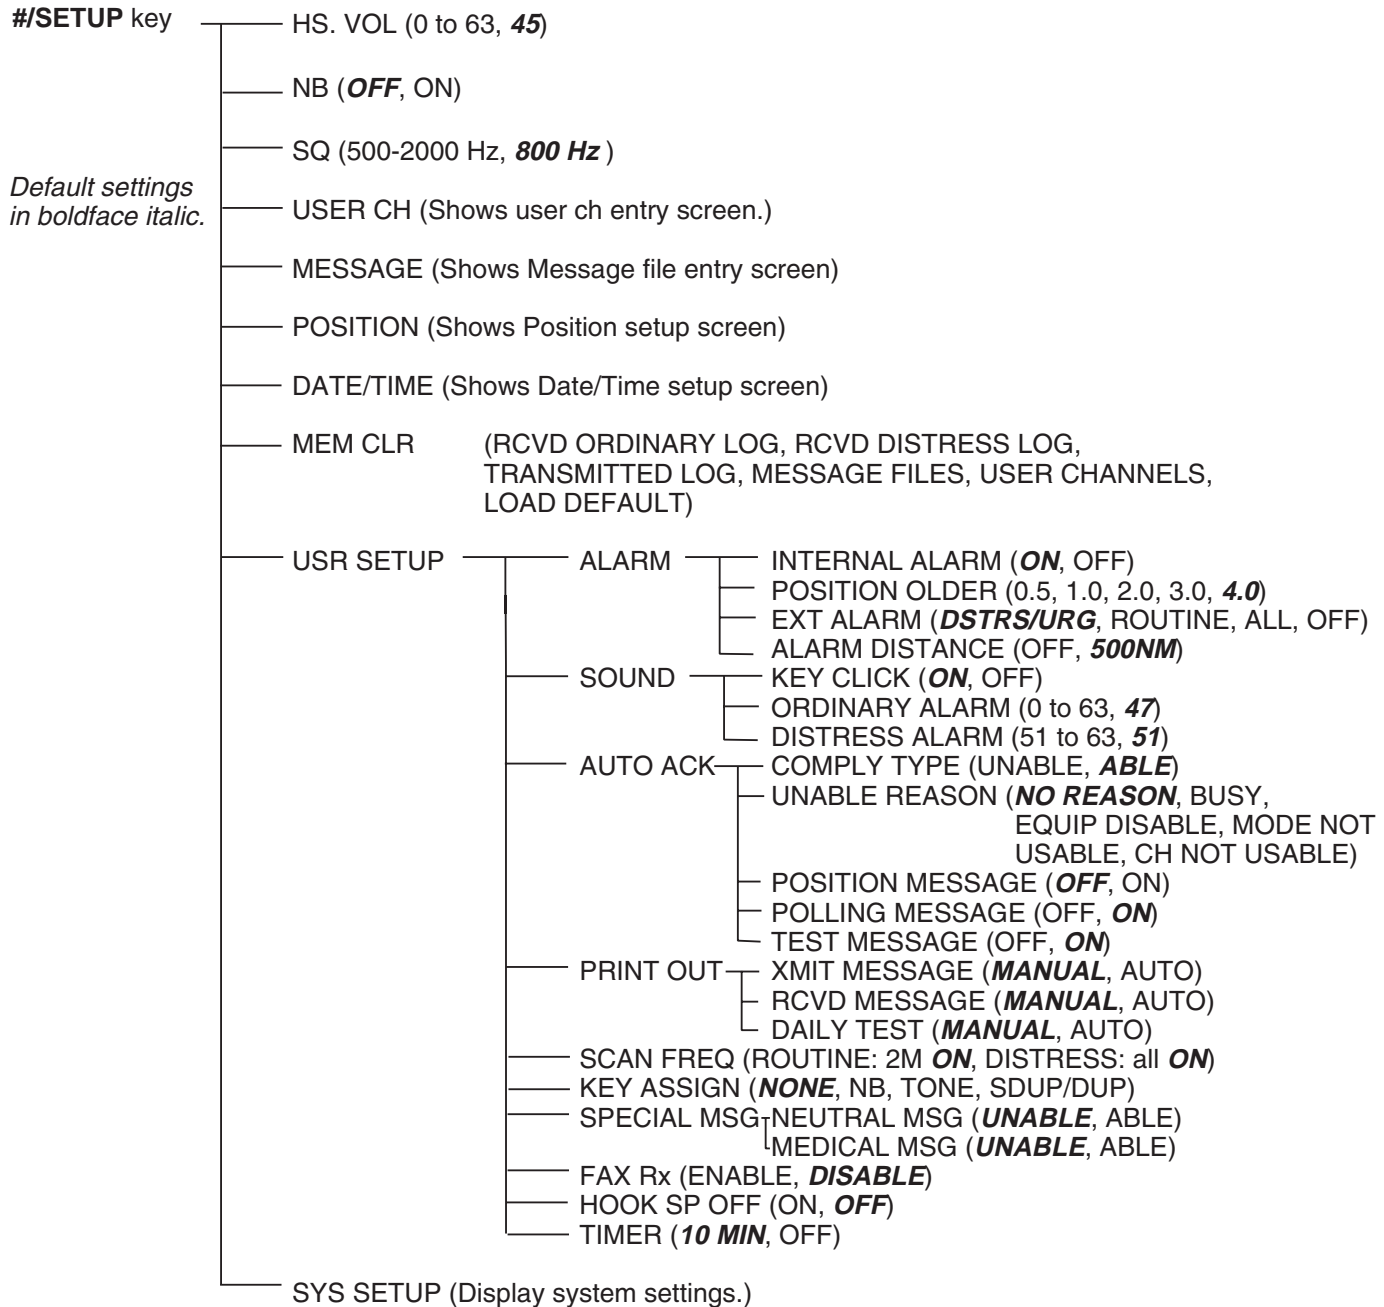 #/SETUP key
HS. VOL (0 to 63, 45)
NB (OFF, ON)
SQ (500-2000 Hz, 800 Hz )
Default settings
in boldface italic.
USER CH (Shows user ch entry screen.)
MESSAGE (Shows Message file entry screen)
POSITION (Shows Position setup screen)
DATE/TIME (Shows Date/Time setup screen)
MEM CLR (RCVD ORDINARY LOG, RCVD DISTRESS LOG,
TRANSMITTED LOG, MESSAGE FILES, USER CHANNELS,
LOAD DEFAULT)
USR SETUP ALARM INTERNAL ALARM (ON, OFF)
POSITION OLDER (0.5, 1.0, 2.0, 3.0, 4.0)
EXT ALARM (DSTRS/URG, ROUTINE, ALL, OFF)
ALARM DISTANCE (OFF, 500NM)
SOUND KEY CLICK (ON, OFF)
ORDINARY ALARM (0 to 63, 47)
DISTRESS ALARM (51 to 63, 51)
AUTO ACK COMPLY TYPE (UNABLE, ABLE)
UNABLE REASON (NO REASON, BUSY,
EQUIP DISABLE, MODE NOT
USABLE, CH NOT USABLE)
POSITION MESSAGE (OFF, ON)
POLLING MESSAGE (OFF, ON)
TEST MESSAGE (OFF, ON)
PRINT OUT XMIT MESSAGE (MANUAL, AUTO)
RCVD MESSAGE (MANUAL, AUTO)
DAILY TEST (MANUAL, AUTO)
SCAN FREQ (ROUTINE: 2M ON, DISTRESS: all ON)
KEY ASSIGN (NONE, NB, TONE, SDUP/DUP)
SPECIAL MSG NEUTRAL MSG (UNABLE, ABLE)
MEDICAL MSG (UNABLE, ABLE)
FAX Rx (ENABLE, DISABLE)
HOOK SP OFF (ON, OFF)
TIMER (10 MIN, OFF)
SYS SETUP (Display system settings.)